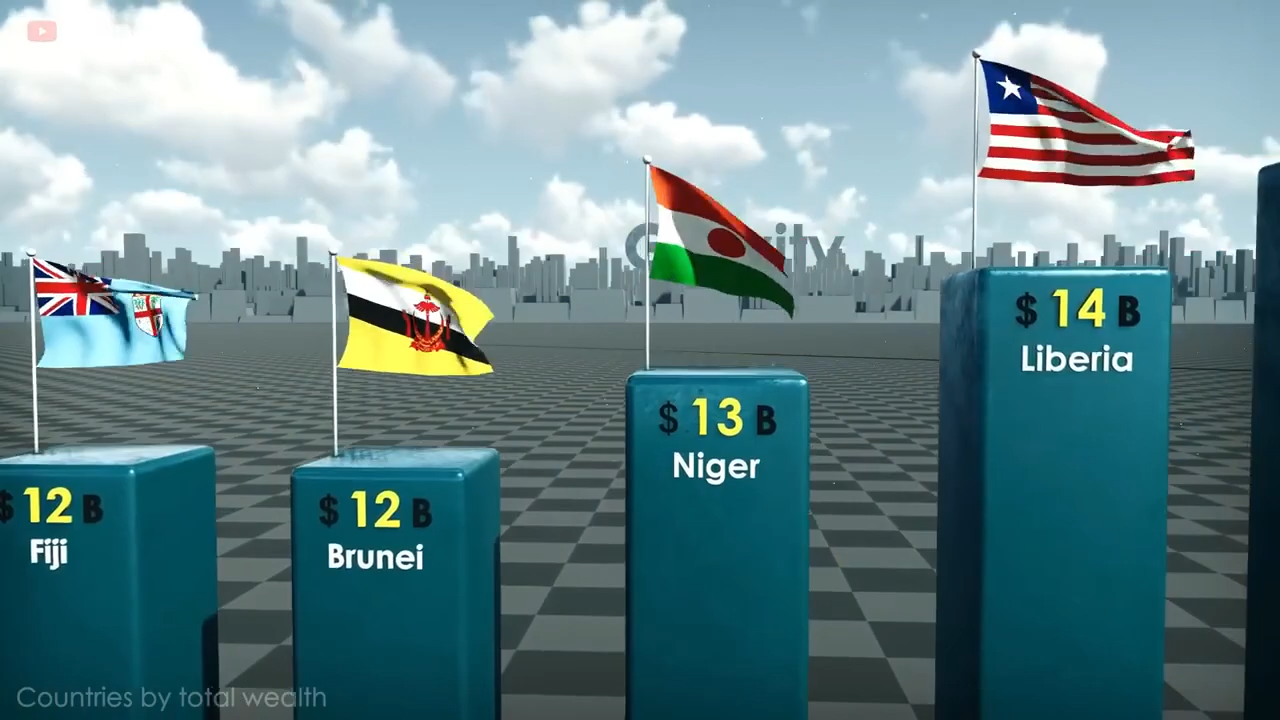 $ 12 B
Fiji
$ 12 B
Brunei
$ 13 B
Niger
$ 14 B
Liberia
Countries by total wealth